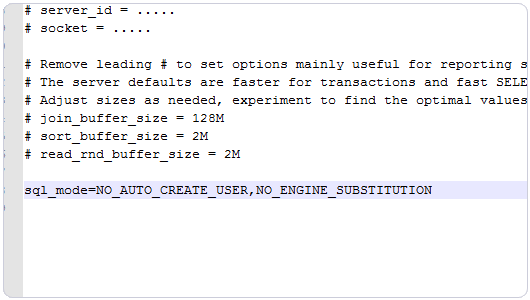 # server_id = .....
# socket = .....
# Remove leading # to set options mainly useful for reporting s
# The server defaults are faster for transactions and fast SELE
# Adjust sizes as needed, experiment to find the optimal values
# join_buffer_size = 128M
# sort_buffer_size = 2M
# read_rnd_buffer_size = 2M
sql_mode=NO_AUTO_CREATE_USER,NO_ENGINE_SUBSTITUTION